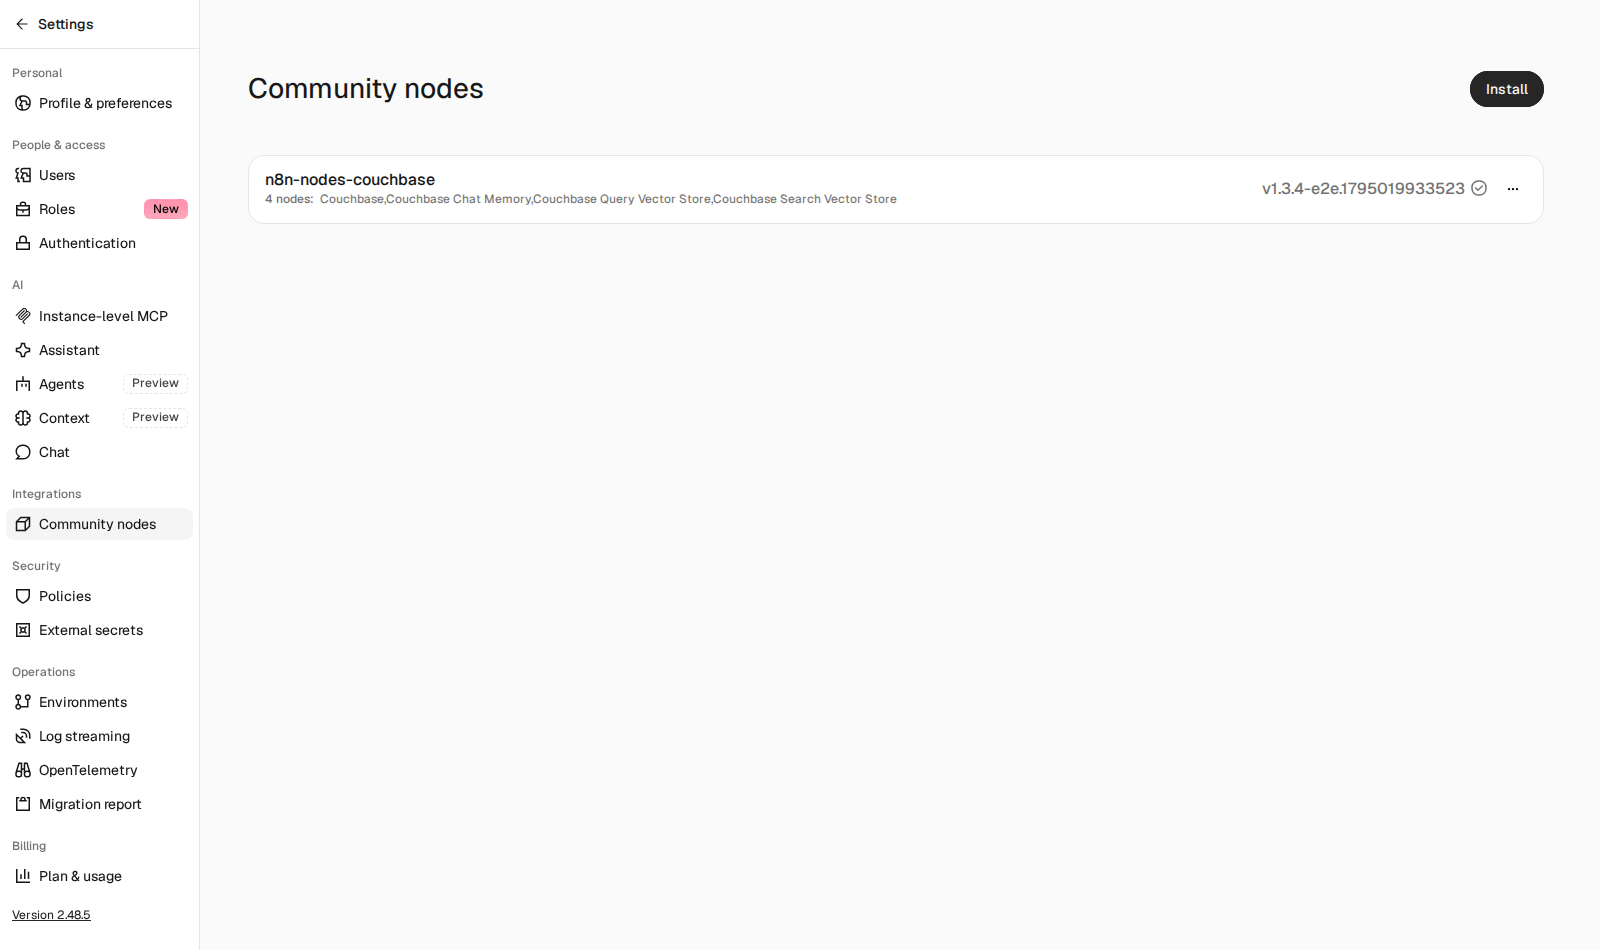 Settings
Personal
Profile & preferences
People & access
Users
Roles New
Authentication
AI
Instance-level MCP
Assistant
Agents Preview
Context Preview
Chat
Integrations
Community nodes
Security
Policies
External secrets
Operations
Environments
Log streaming
OpenTelemetry
Migration report
Billing
Plan & usage
Version 2.48.5
Community nodes
Install
n8n-nodes-couchbase
4 nodes: Couchbase,Couchbase Chat Memory,Couchbase Query Vector Store,Couchbase Search Vector Store
v1.3.4-e2e.1795019933523